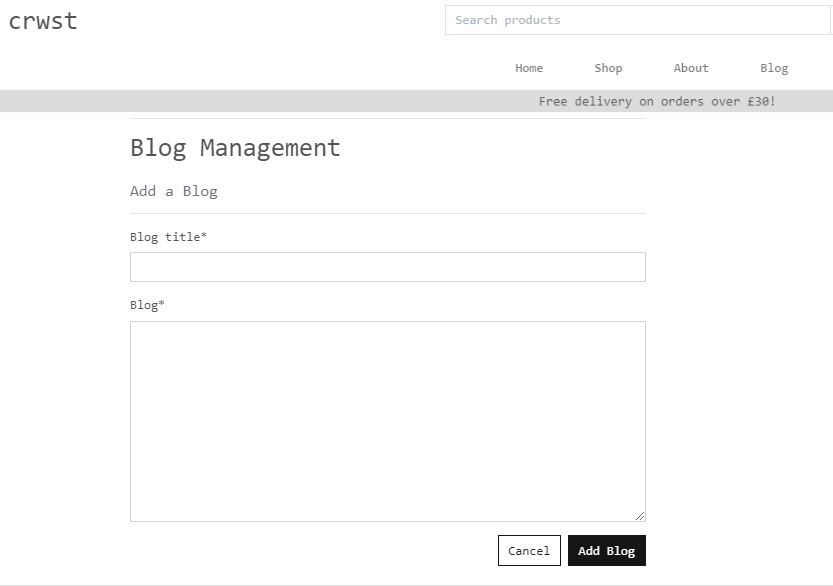 crwst
Search products
Home Shop About Blog
Free delivery on orders over £30!
Blog Management
Add a Blog
Blog title*
Blog*
Cancel Add Blog